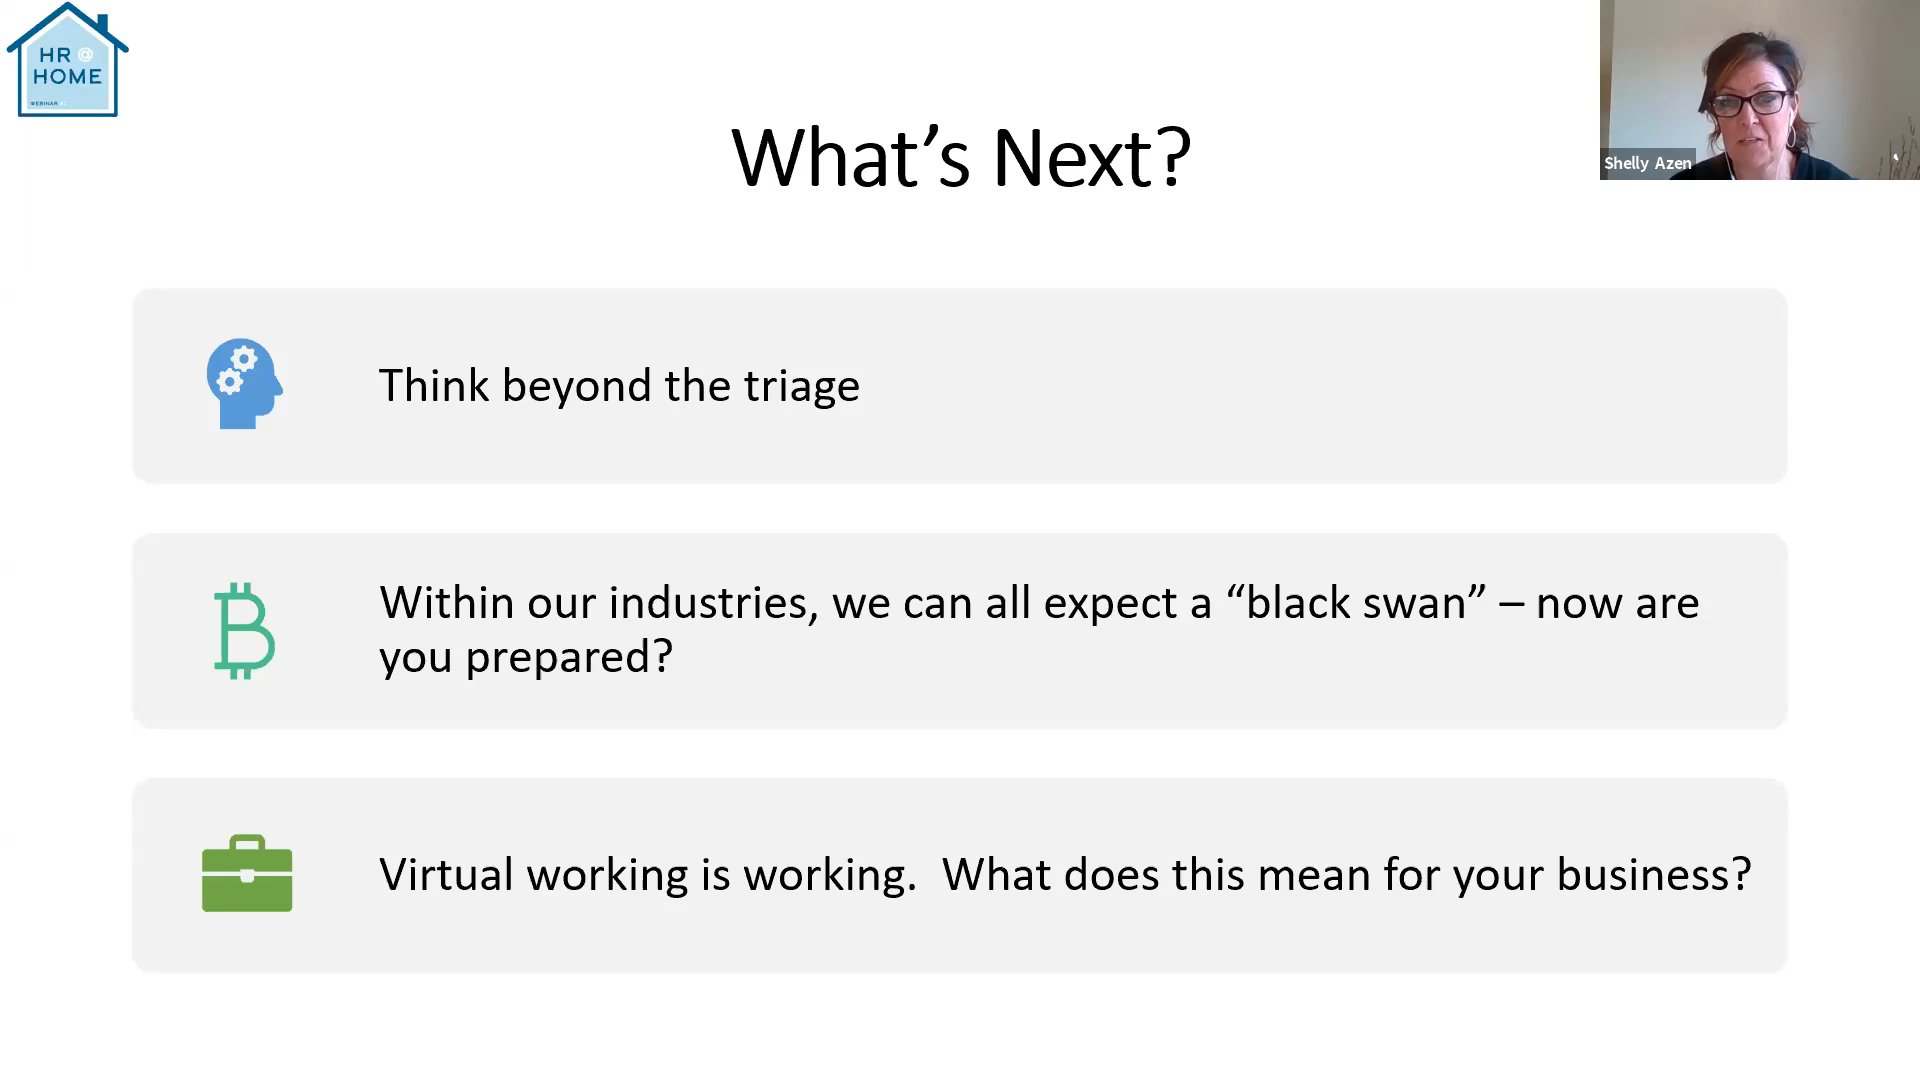 HR @
HOME
WEBINAR
What’s Next?
Shelly Azen
Think beyond the triage
Within our industries, we can all expect a “black swan” – now are
you prepared?
Virtual working is working.  What does this mean for your business?